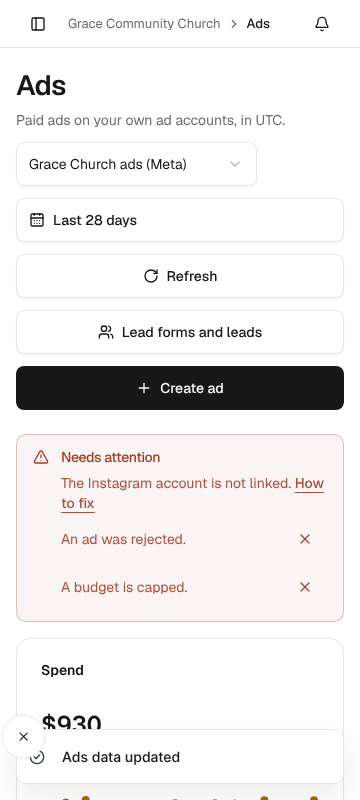 Grace Community Church > Ads
Ads
Paid ads on your own ad accounts, in UTC.
Grace Church ads (Meta)
Last 28 days
Refresh
Lead forms and leads
Create ad
Needs attention
The Instagram account is not linked. How
to fix
An ad was rejected.
A budget is capped.
Spend
$930
Ads data updated